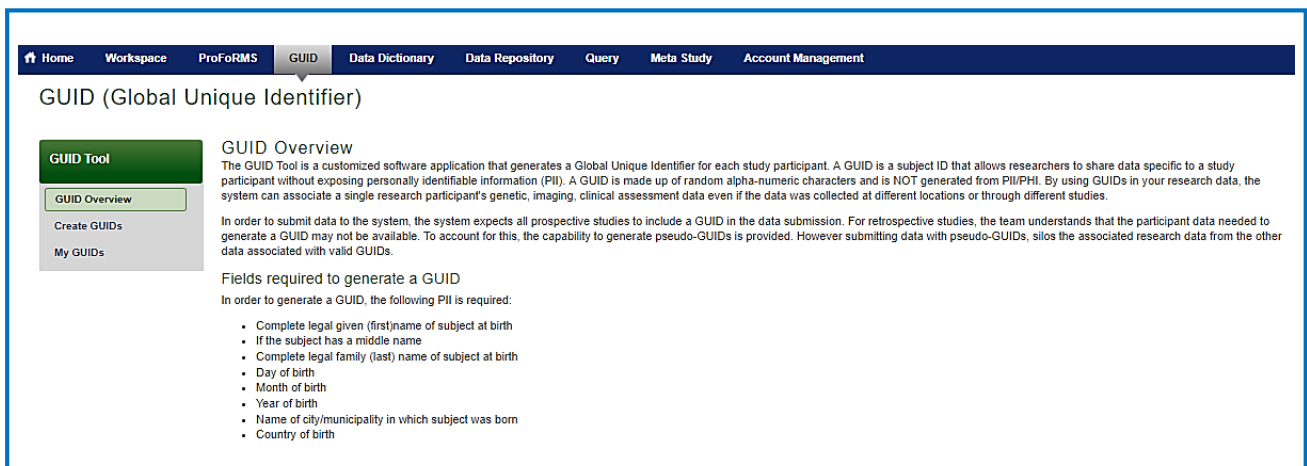 Home Workspace ProFoRMS GUID Data Dictionary Data Repository Query Meta Study Account Management
GUID (Global Unique Identifier)
GUID Tool
GUID Overview
Create GUIDs
My GUIDs
GUID Overview
The GUID Tool is a customized software application that generates a Global Unique Identifier for each study participant. A GUID is a subject ID that allows researchers to share data specific to a study
participant without exposing personally identifiable information (PII). A GUID is made up of random alpha-numeric characters and is NOT generated from PII/PHI. By using GUIDs in your research data, the
system can associate a single research participant's genetic, imaging, clinical assessment data even if the data was collected at different locations or through different studies.
In order to submit data to the system, the system expects all prospective studies to include a GUID in the data submission. For retrospective studies, the team understands that the participant data needed to
generate a GUID may not be available. To account for this, the capability to generate pseudo-GUIDs is provided. However submitting data with pseudo-GUIDs, silos the associated research data from the other
data associated with valid GUIDs.
Fields required to generate a GUID
In order to generate a GUID, the following PII is required:
• Complete legal given (first)name of subject at birth
• If the subject has a middle name
• Complete legal family (last) name of subject at birth
• Day of birth
• Month of birth
• Year of birth
• Name of city/municipality in which subject was born
• Country of birth